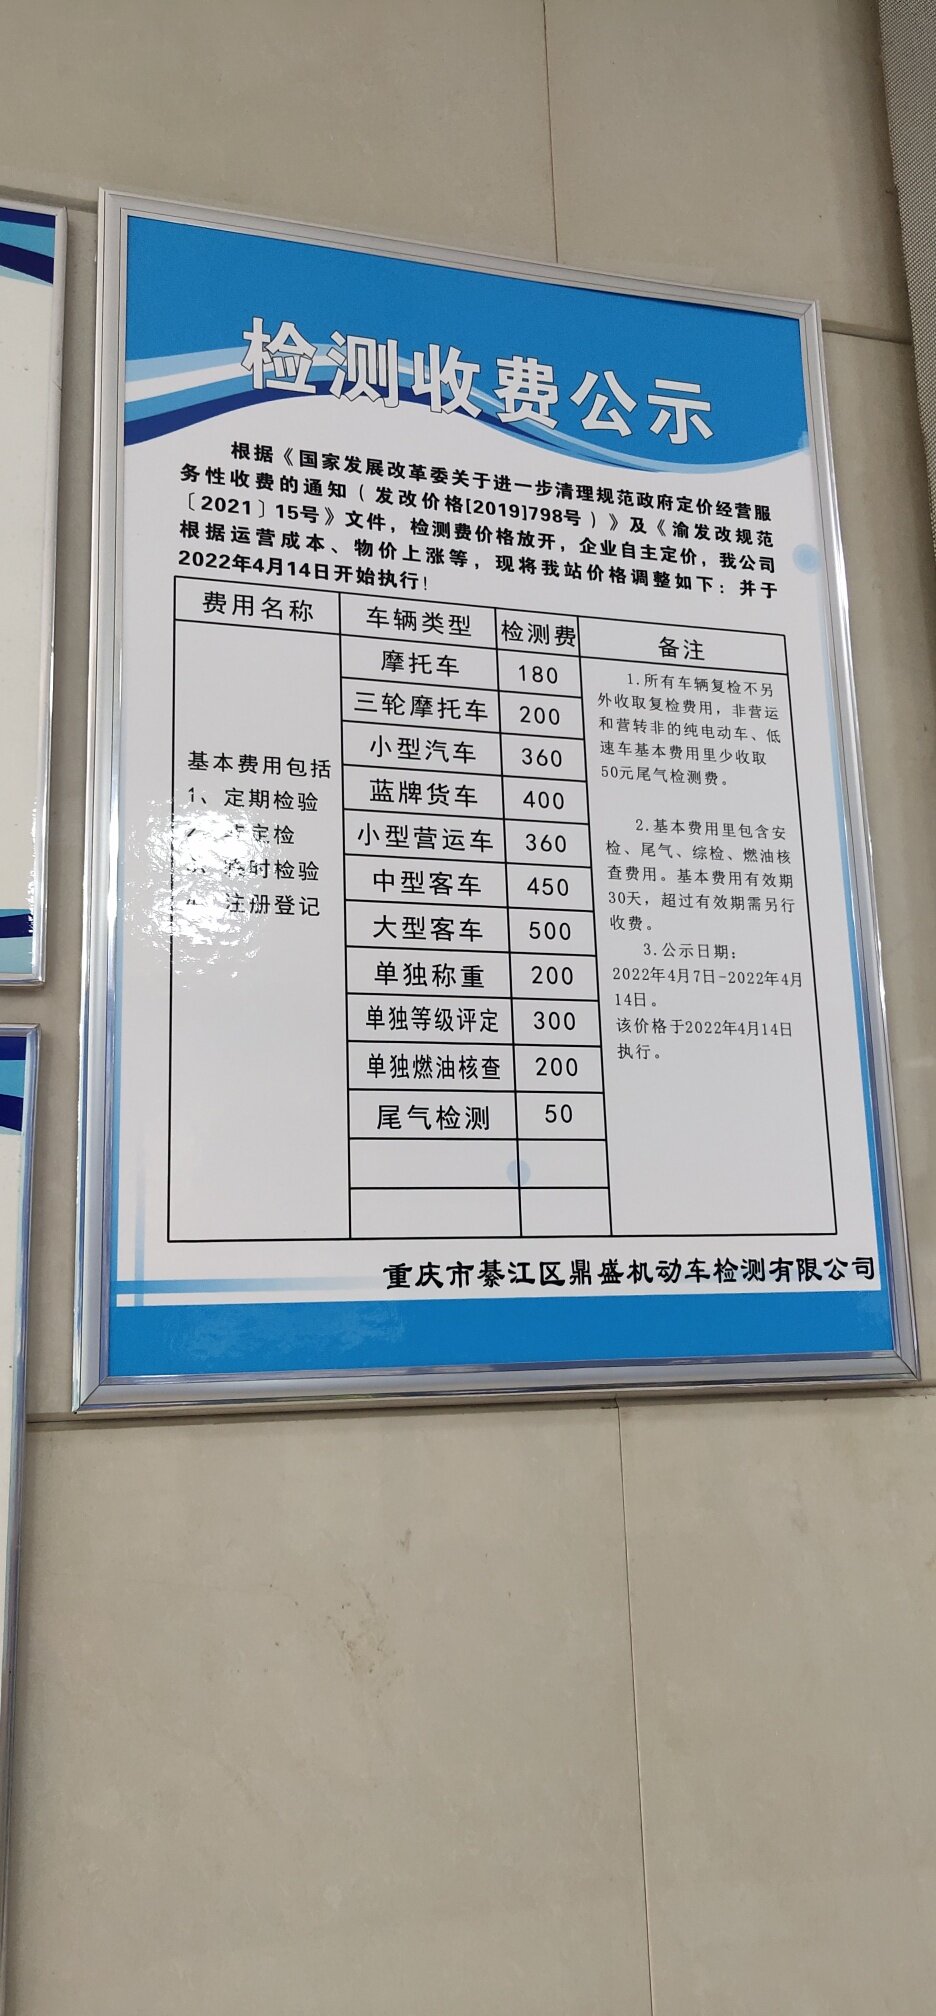 检测收费公示
根据《国家发展改革委关于进一步清理规范政府定价经营服
务性收费的通知（发改价格[2019]798号）》及《渝发改规范
〔2021〕15号》文件，检测费价格放开，企业自主定价，我公司
根据运营成本、物价上涨等，现将我站价格调整如下：并于
2022年4月14日开始执行！
费用名称 车辆类型 检测费 备注
基本费用包括
1、定期检验
定检
临时检验
注册登记
摩托车 180
三轮摩托车 200
小型汽车 360
蓝牌货车 400
小型营运车 360
中型客车 450
大型客车 500
单独称重 200
单独等级评定 300
单独燃油核查 200
尾气检测 50
1.所有车辆复检不另
外收取复检费用，非营运
和营转非的纯电动车、低
速车基本费用里少收取
50元尾气检测费。
2.基本费用里包含安
检、尾气、综检、燃油核
查费用。基本费用有效期
30天，超过有效期需另行
收费。
3.公示日期：
2022年4月7日-2022年4月
14日。
该价格于2022年4月14日
执行。
重庆市綦江区鼎盛机动车检测有限公司